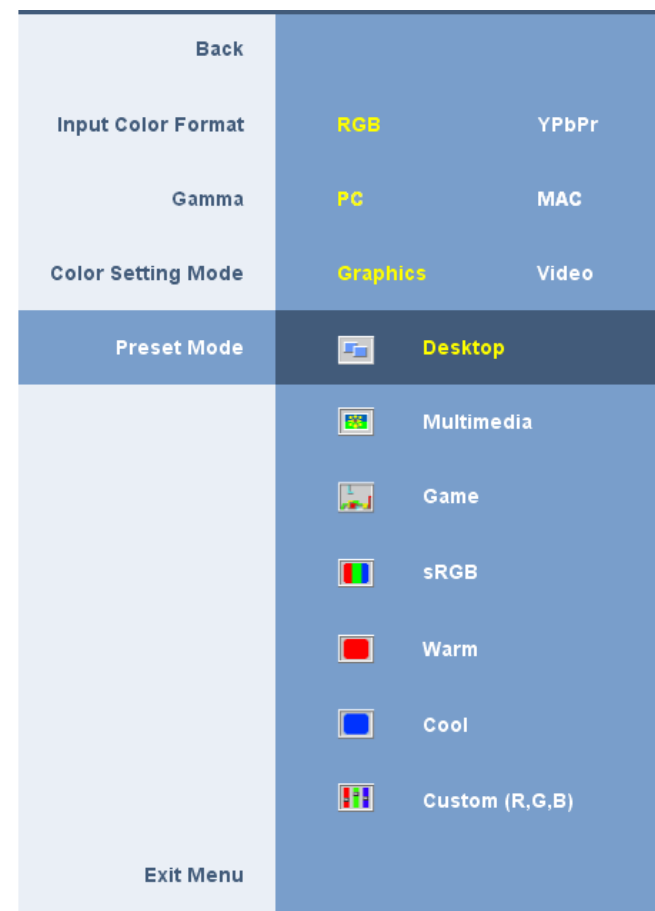 Back
Input Color Format RGB YPbPr
Gamma PC MAC
Color Setting Mode Graphics Video
Preset Mode Desktop
Multimedia
Game
sRGB
Warm
Cool
Custom (R,G,B)
Exit Menu